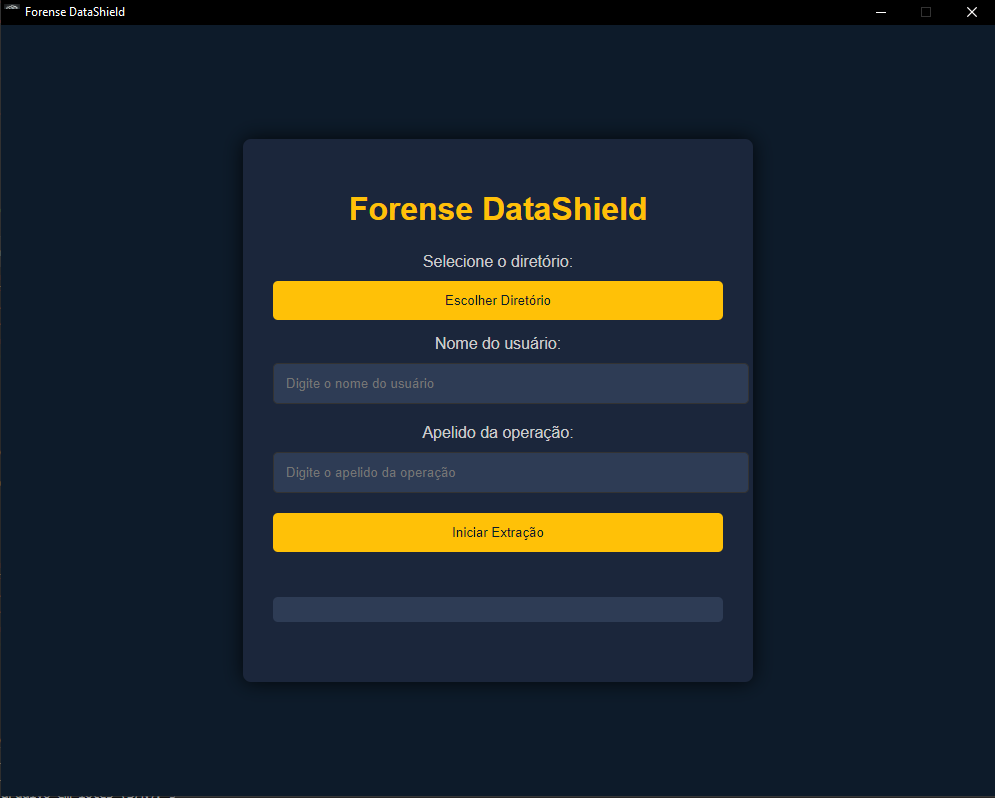 Forense DataShield
Forense DataShield
Selecione o diretório:
Escolher Diretório
Nome do usuário:
Digite o nome do usuário
Apelido da operação:
Digite o apelido da operação
Iniciar Extração